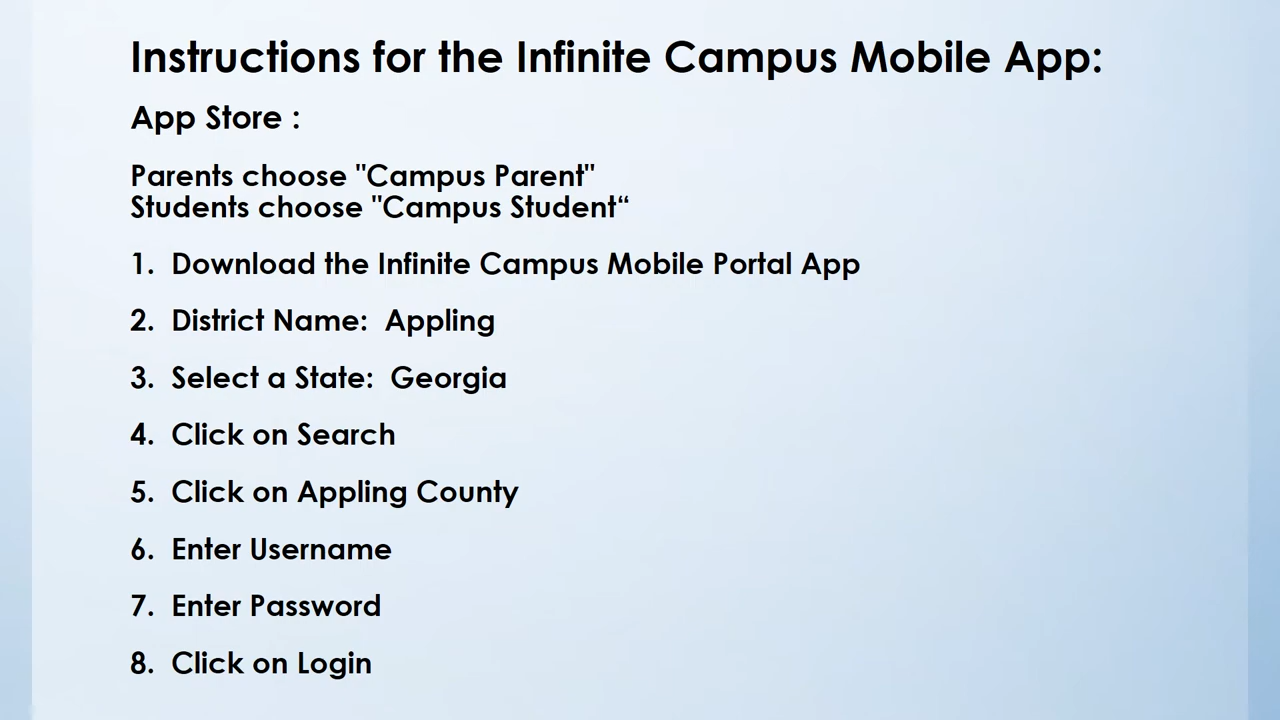 Instructions for the Infinite Campus Mobile App:
App Store :
Parents choose "Campus Parent"
Students choose "Campus Student“
1. Download the Infinite Campus Mobile Portal App
2. District Name: Appling
3. Select a State: Georgia
4. Click on Search
5. Click on Appling County
6. Enter Username
7. Enter Password
8. Click on Login